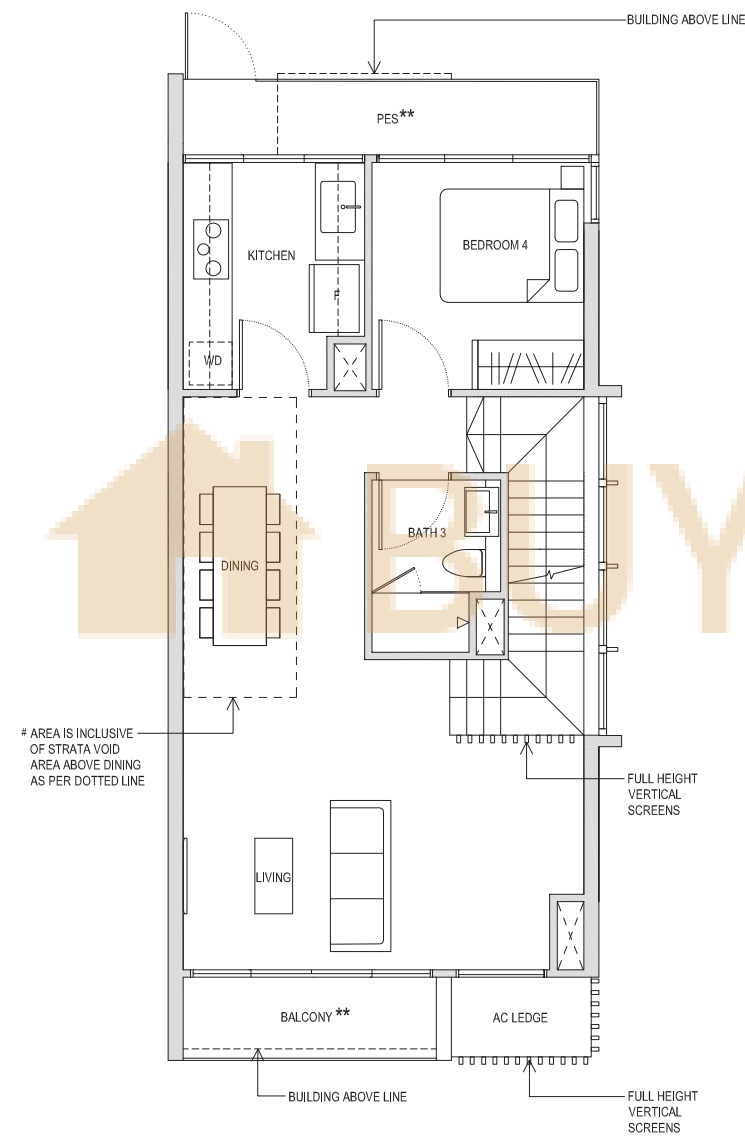 BUILDING ABOVE LINE
PES**
KITCHEN
BEDROOM 4
F
WD
BUY
BATH 3
DINING
# AREA IS INCLUSIVE
OF STRATA VOID
AREA ABOVE DINING
AS PER DOTTED LINE
FULL HEIGHT
VERTICAL
SCREENS
LIVING
BALCONY **
AC LEDGE
BUILDING ABOVE LINE
FULL HEIGHT
VERTICAL
SCREENS